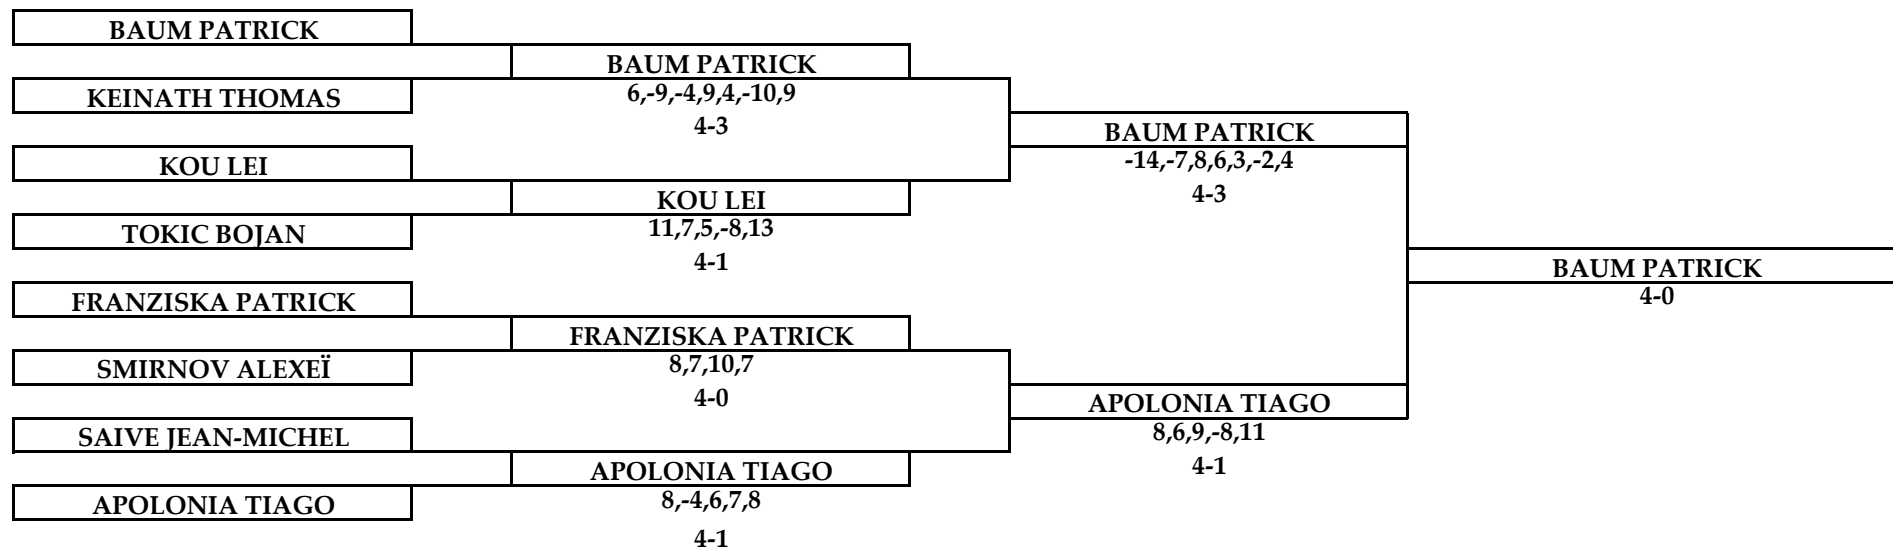 BAUM PATRICK
BAUM PATRICK
KEINATH THOMAS
6,-9,-4,9,4,-10,9
4-3
BAUM PATRICK
KOU LEI
-14,-7,8,6,3,-2,4
4-3
KOU LEI
TOKIC BOJAN
11,7,5,-8,13
4-1
BAUM PATRICK
4-0
FRANZISKA PATRICK
FRANZISKA PATRICK
SMIRNOV ALEXEÏ
8,7,10,7
4-0
APOLONIA TIAGO
8,6,9,-8,11
4-1
SAIVE JEAN-MICHEL
APOLONIA TIAGO
APOLONIA TIAGO
8,-4,6,7,8
4-1